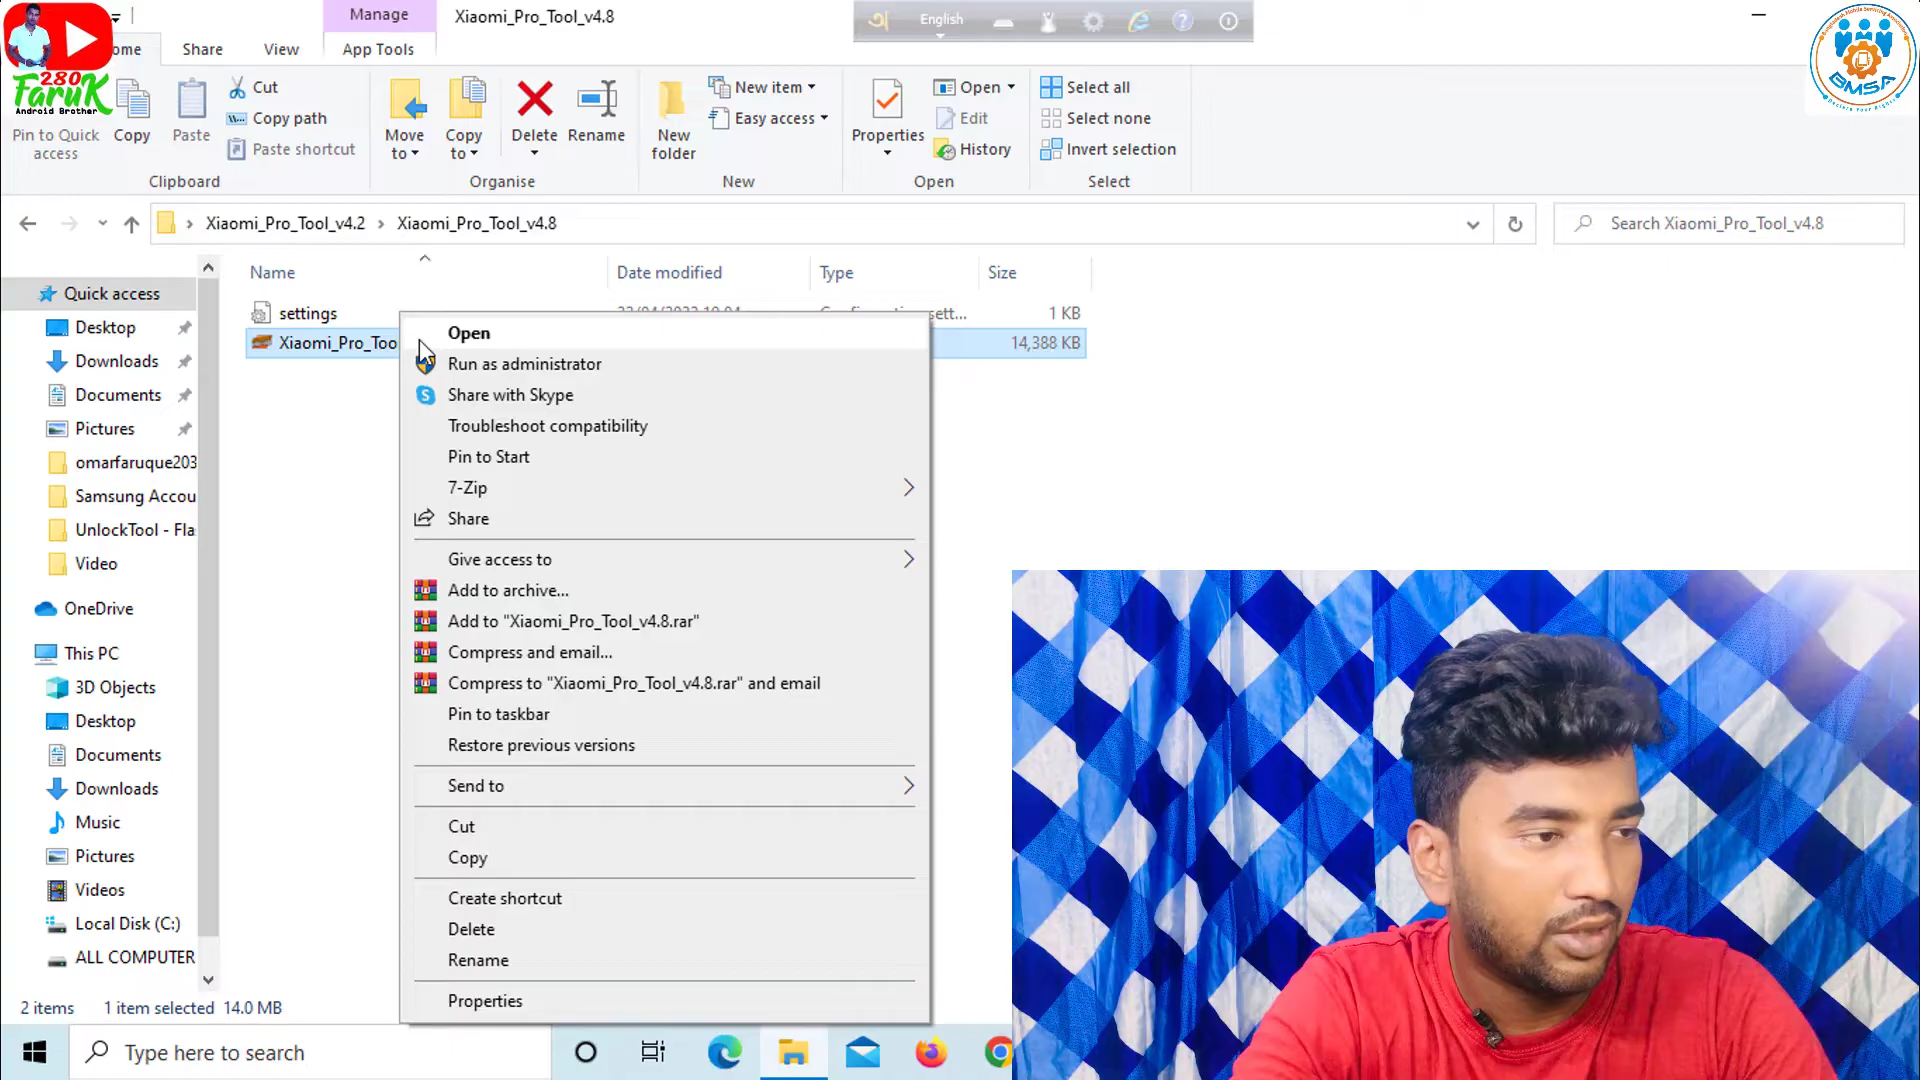 Manage
Xiaomi_Pro_Tool_v4.8
English
ome
Share
View
App Tools
280
FaruK
Android Brother
BMSA
Pin to Quick
access
Copy
Paste
Cut
Copy path
Paste shortcut
Clipboard
Move
to
Copy
to
Delete
Rename
Organise
New
folder
New item
Easy access
New
Properties
Open
Edit
History
Open
Select all
Select none
Invert selection
Select
Xiaomi_Pro_Tool_v4.2 > Xiaomi_Pro_Tool_v4.8
Search Xiaomi_Pro_Tool_v4.8
Name
Date modified
Type
Size
settings
1 KB
Xiaomi_Pro_Too
14,388 KB
Quick access
Desktop
Downloads
Documents
Pictures
omarfaruque203
Samsung Accou
UnlockTool - Fla
Video
OneDrive
This PC
3D Objects
Desktop
Documents
Downloads
Music
Pictures
Videos
Local Disk (C:)
ALL COMPUTER
Open
Run as administrator
Share with Skype
Troubleshoot compatibility
Pin to Start
7-Zip
Share
Give access to
Add to archive...
Add to "Xiaomi_Pro_Tool_v4.8.rar"
Compress and email...
Compress to "Xiaomi_Pro_Tool_v4.8.rar" and email
Pin to taskbar
Restore previous versions
Send to
Cut
Copy
Create shortcut
Delete
Rename
Properties
2 items
1 item selected 14.0 MB
Type here to search